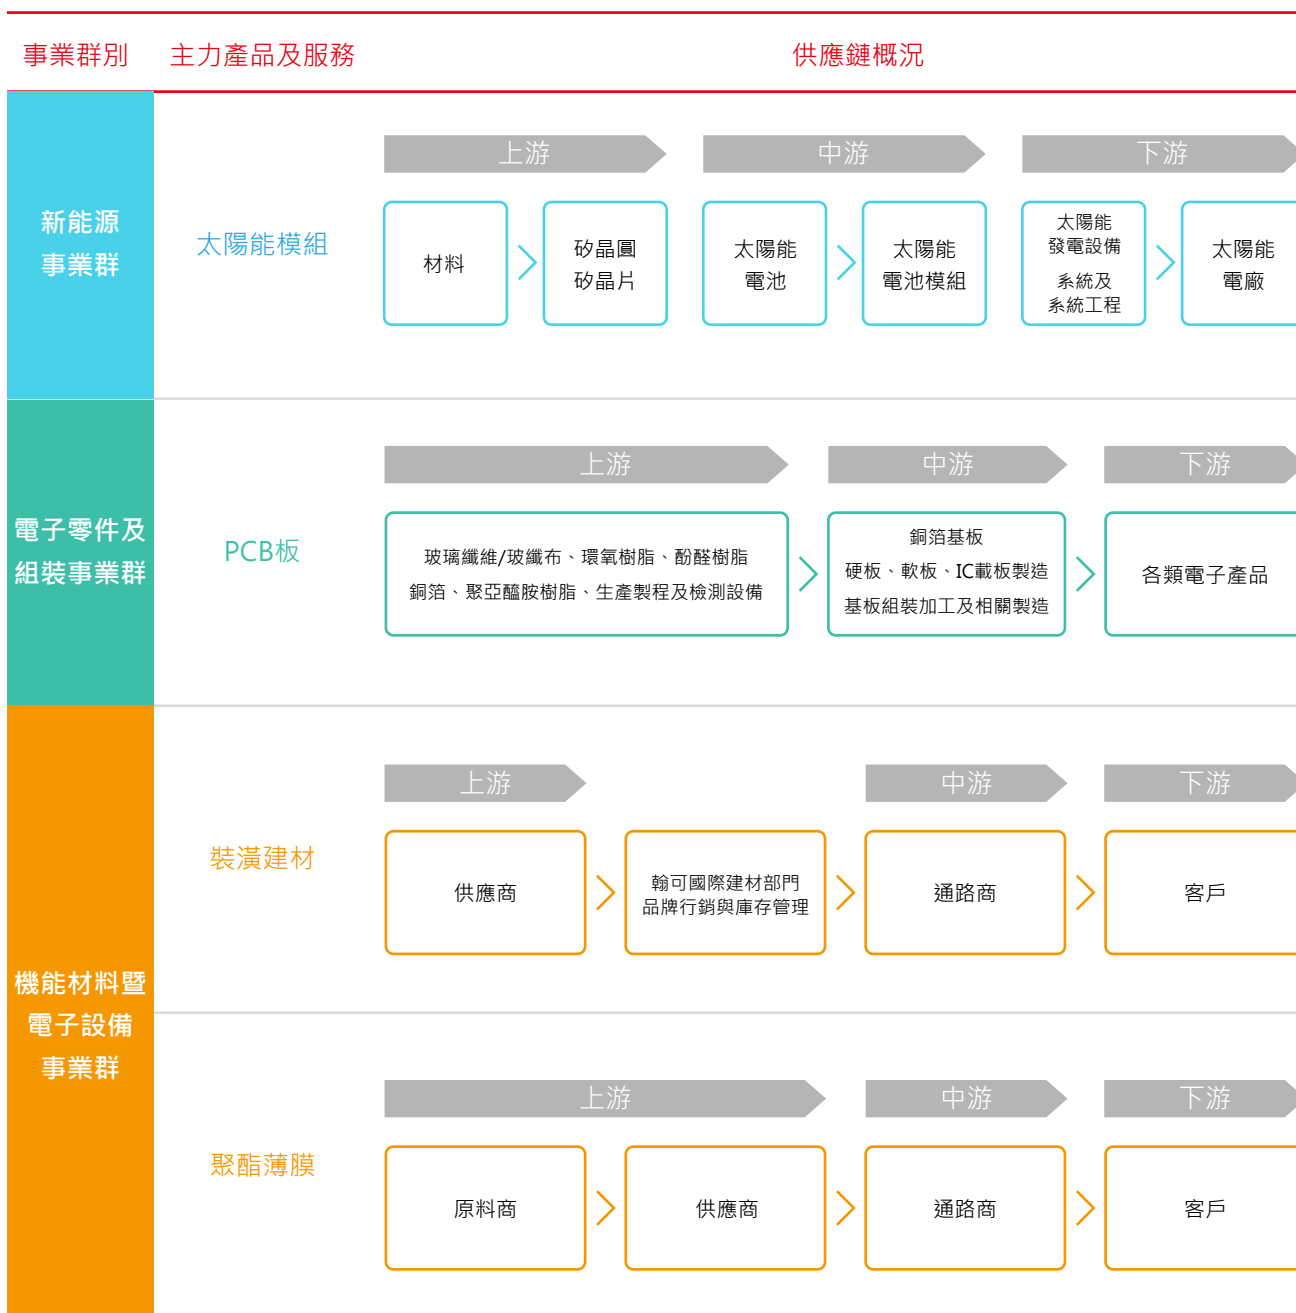 事業群別
主力產品及服務
供應鏈概況
新能源
事業群
太陽能模組
上游
中游
下游
材料
矽晶圓
矽晶片
太陽能
電池
太陽能
電池模組
太陽能
發電設備
系統及
系統工程
太陽能
電廠
電子零件及
組裝事業群
PCB板
上游
中游
下游
玻璃纖維/玻纖布、環氧樹脂、酚醛樹脂
銅箔、聚亞醯胺樹脂、生產製程及檢測設備
銅箔基板
硬板、軟板、IC載板製造
基板組裝加工及相關製造
各類電子產品
機能材料暨
電子設備
事業群
裝潢建材
上游
中游
下游
供應商
翰可國際建材部門
品牌行銷與庫存管理
通路商
客戶
聚酯薄膜
上游
中游
下游
原料商
供應商
通路商
客戶